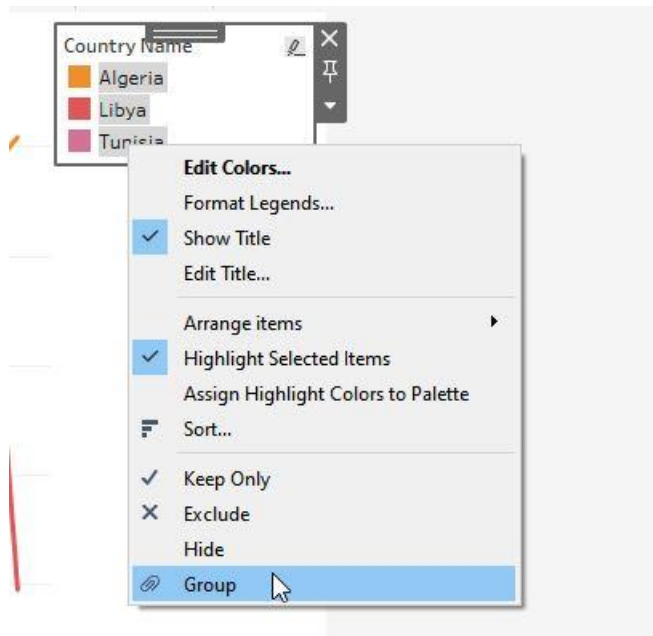 Country Name
Algeria
Libya
Tunisia
Edit Colors...
Format Legends...
Show Title
Edit Title...
Arrange items
Highlight Selected Items
Assign Highlight Colors to Palette
Sort...
Keep Only
Exclude
Hide
Group